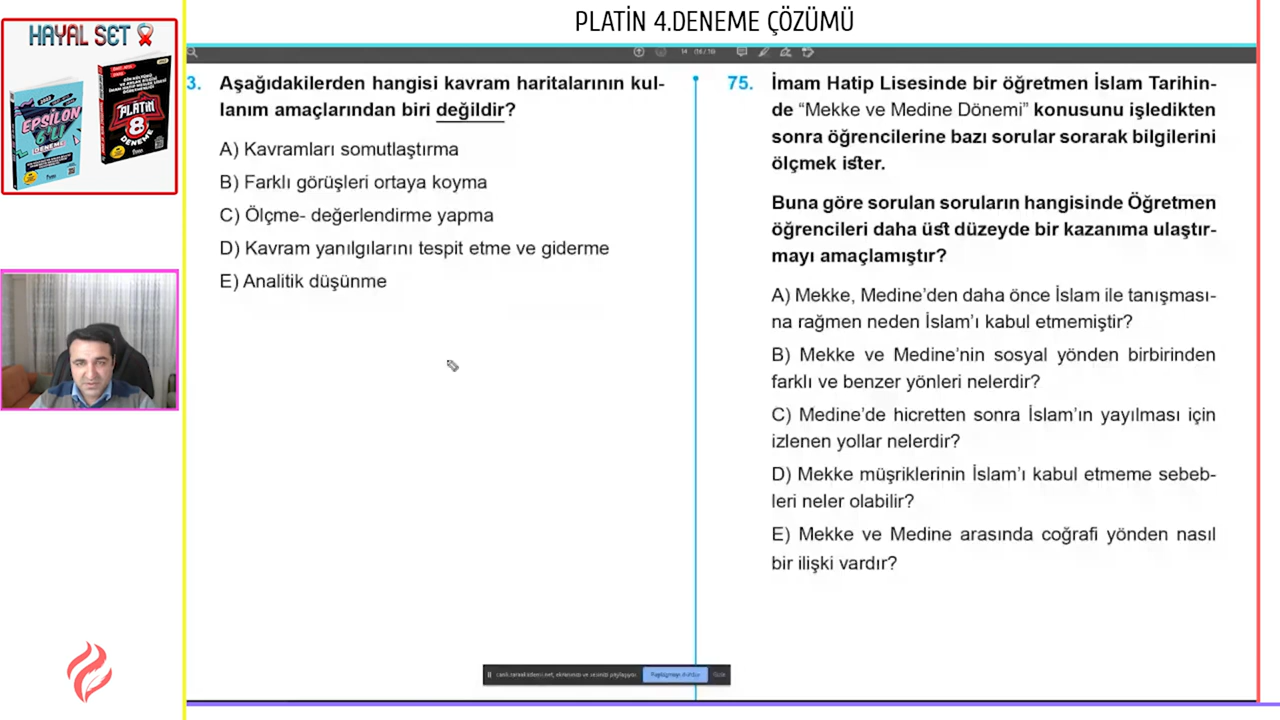 PLATİN 4.DENEME ÇÖZÜMÜ
HAYAL SET
EPSİLON
6'LI
DENEME
PLATİN
8
DENEME
3. Aşağıdakilerden hangisi kavram haritalarının kul-
lanım amaçlarından biri değildir?
A) Kavramları somutlaştırma
B) Farklı görüşleri ortaya koyma
C) Ölçme- değerlendirme yapma
D) Kavram yanılgılarını tespit etme ve giderme
E) Analitik düşünme
75. İmam Hatip Lisesinde bir öğretmen İslam Tarihin-
de “Mekke ve Medine Dönemi” konusunu işledikten
sonra öğrencilerine bazı sorular sorarak bilgilerini
ölçmek ister.
Buna göre sorulan soruların hangisinde Öğretmen
öğrencileri daha üst düzeyde bir kazanıma ulaştır-
mayı amaçlamıştır?
A) Mekke, Medine’den daha önce İslam ile tanışması-
na rağmen neden İslam’ı kabul etmemiştir?
B) Mekke ve Medine’nin sosyal yönden birbirinden
farklı ve benzer yönleri nelerdir?
C) Medine’de hicretten sonra İslam’ın yayılması için
izlenen yollar nelerdir?
D) Mekke müşriklerinin İslam’ı kabul etmeme sebeb-
leri neler olabilir?
E) Mekke ve Medine arasında coğrafi yönden nasıl
bir ilişki vardır?